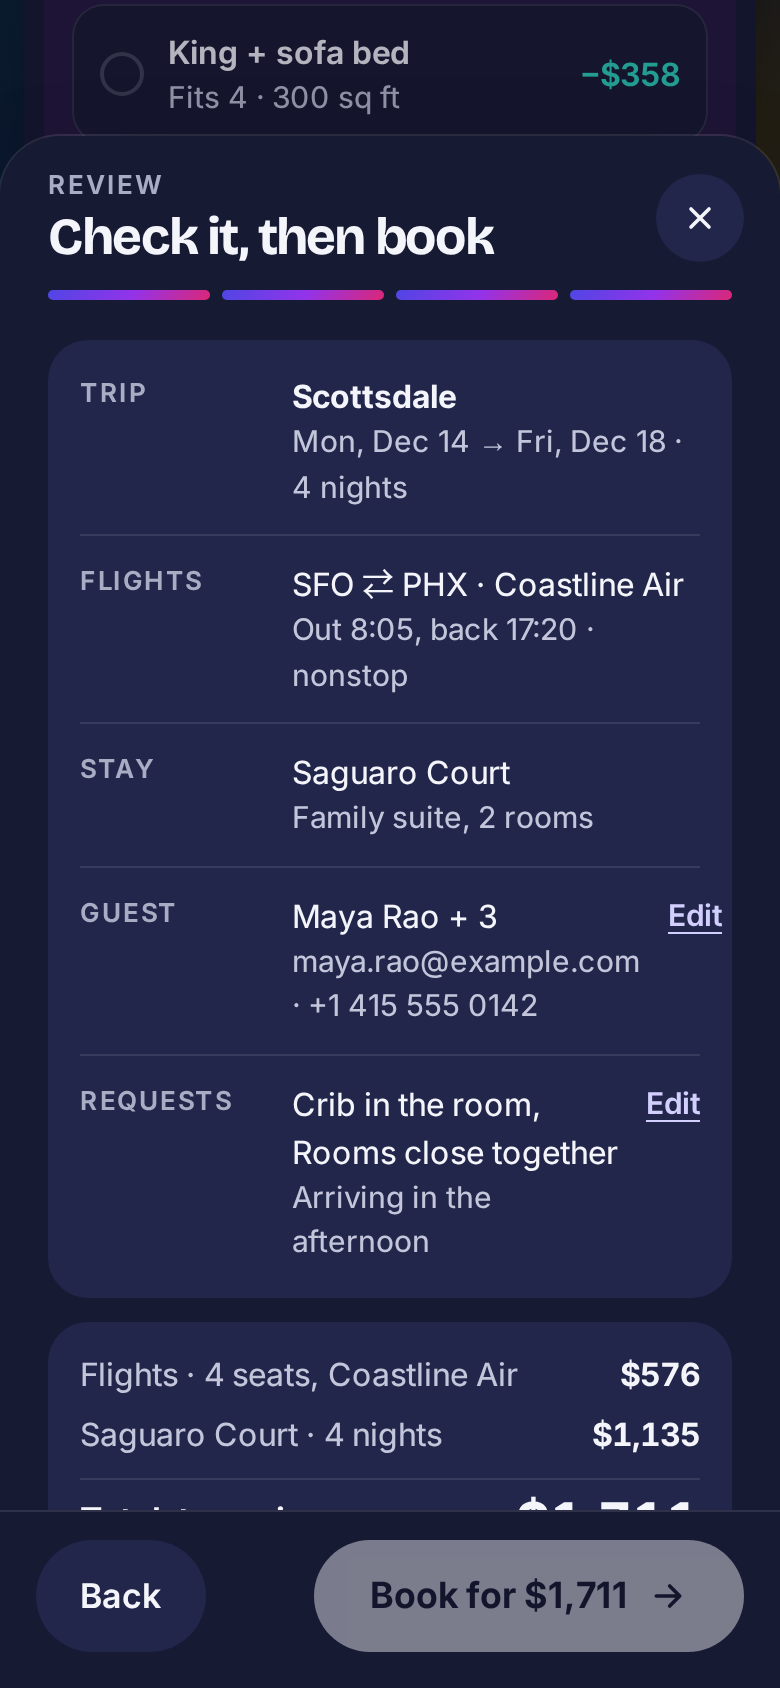 King + sofa bed
Fits 4 · 300 sq ft
−$358
REVIEW
Check it, then book
TRIP
Scottsdale
Mon, Dec 14 → Fri, Dec 18 ·
4 nights
FLIGHTS
SFO ⇄ PHX · Coastline Air
Out 8:05, back 17:20 ·
nonstop
STAY
Saguaro Court
Family suite, 2 rooms
GUEST
Maya Rao + 3
Edit
maya.rao@example.com
· +1 415 555 0142
REQUESTS
Crib in the room,
Edit
Rooms close together
Arriving in the
afternoon
Flights · 4 seats, Coastline Air
$576
Saguaro Court · 4 nights
$1,135
$1,711
Back
Book for $1,711 →